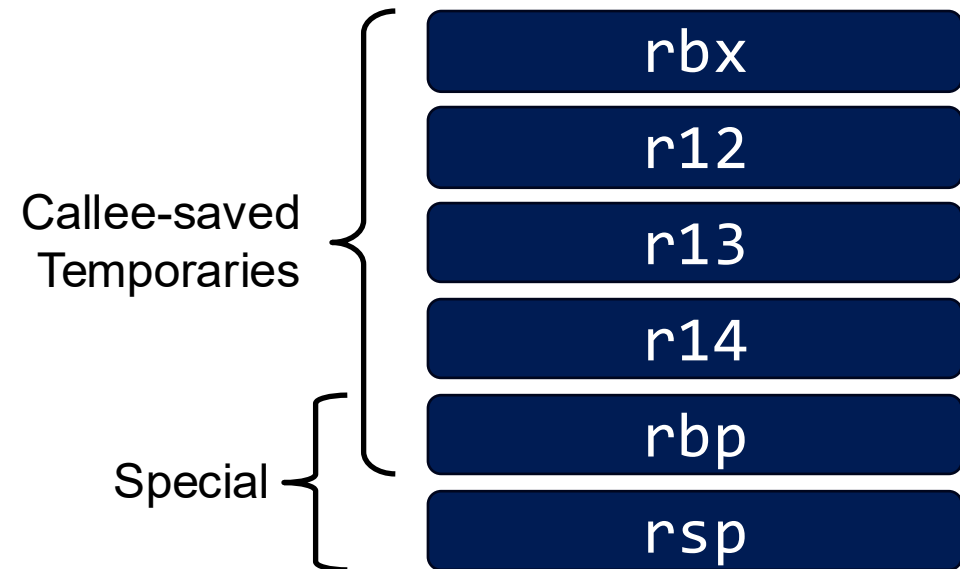 rbx
r12
Callee-saved
Temporaries
r13
r14
rbp
Special
rsp